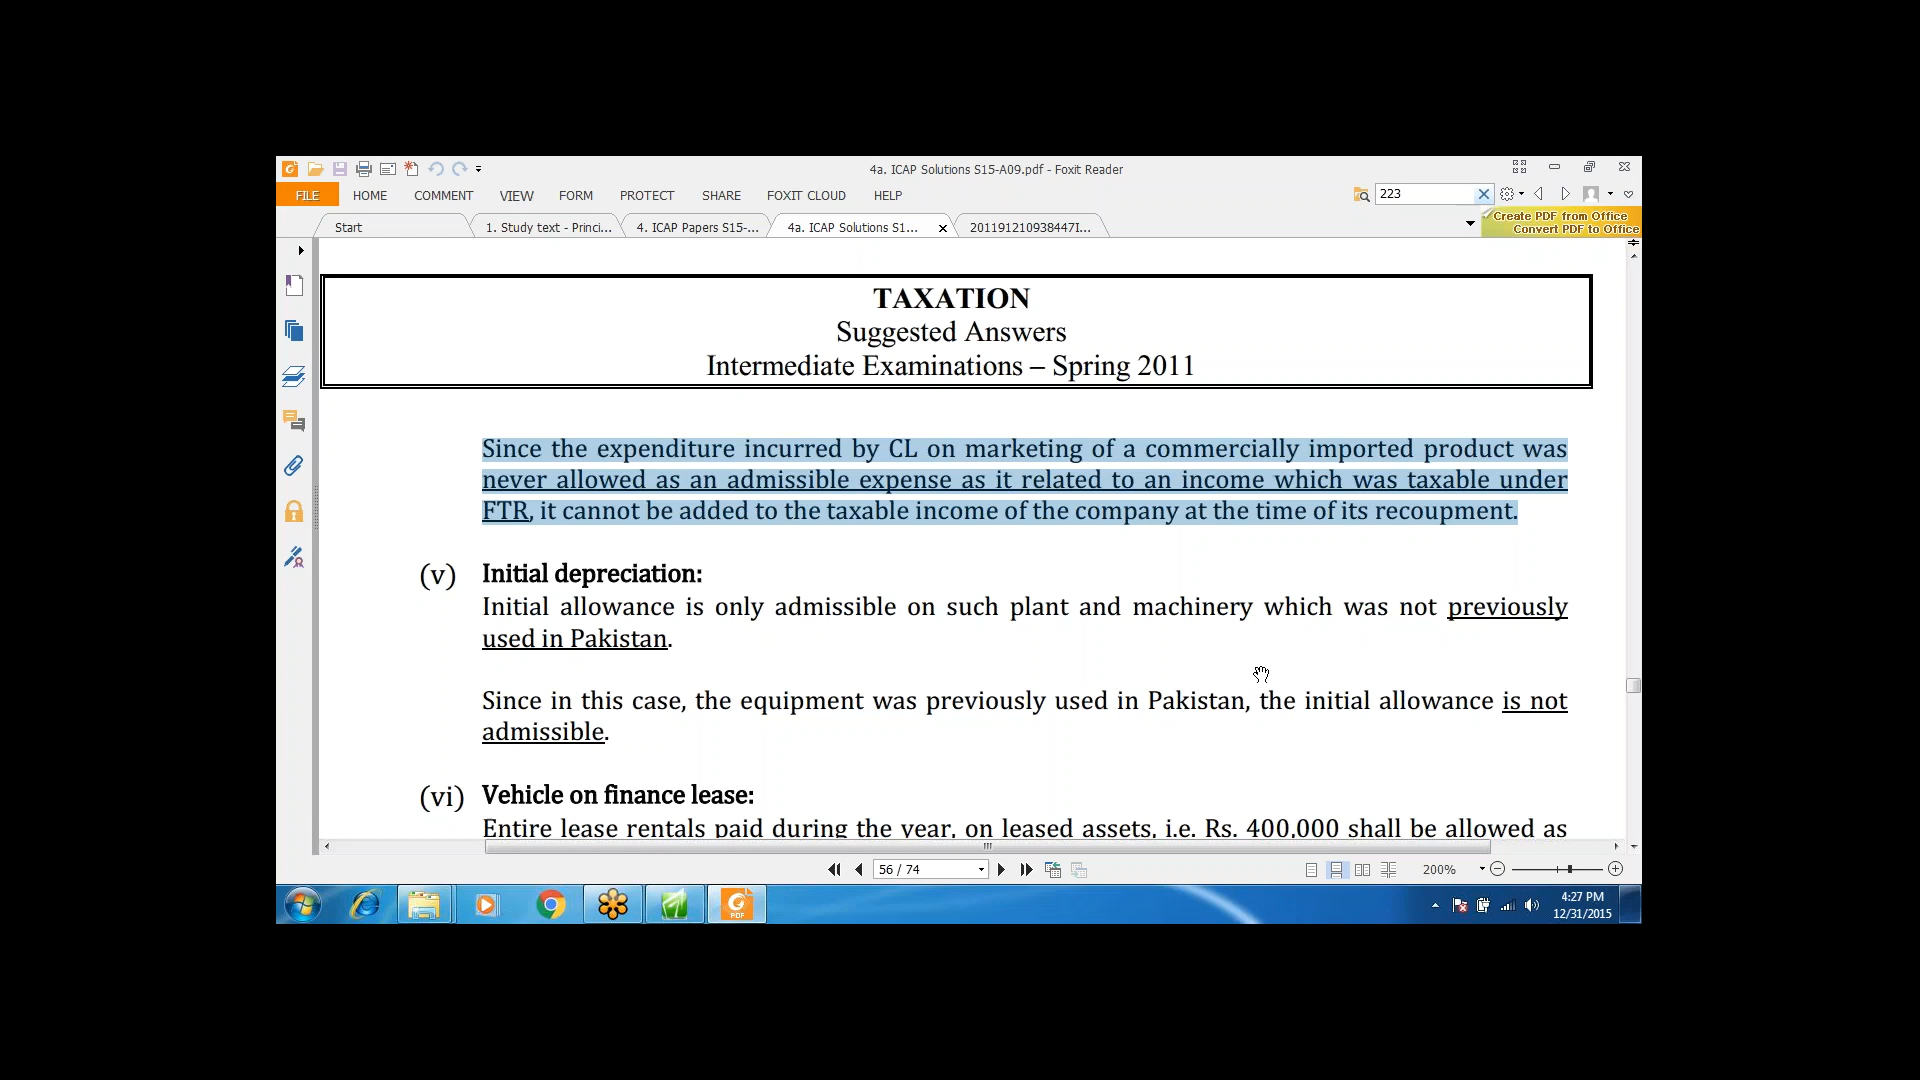 4a. ICAP Solutions S15-A09.pdf - Foxit Reader
FILE HOME COMMENT VIEW FORM PROTECT SHARE FOXIT CLOUD HELP 223
Create PDF from Office
Convert PDF to Office
Start 1. Study text - Princi... 4. ICAP Papers S15-... 4a. ICAP Solutions S1... 201191210938447I...
TAXATION
Suggested Answers
Intermediate Examinations – Spring 2011
Since the expenditure incurred by CL on marketing of a commercially imported product was
never allowed as an admissible expense as it related to an income which was taxable under
FTR, it cannot be added to the taxable income of the company at the time of its recoupment.
(v) Initial depreciation:
Initial allowance is only admissible on such plant and machinery which was not previously
used in Pakistan.
Since in this case, the equipment was previously used in Pakistan, the initial allowance is not
admissible.
(vi) Vehicle on finance lease:
Entire lease rentals paid during the year, on leased assets, i.e. Rs. 400,000 shall be allowed as
56 / 74 200%
PDF
4:27 PM
12/31/2015